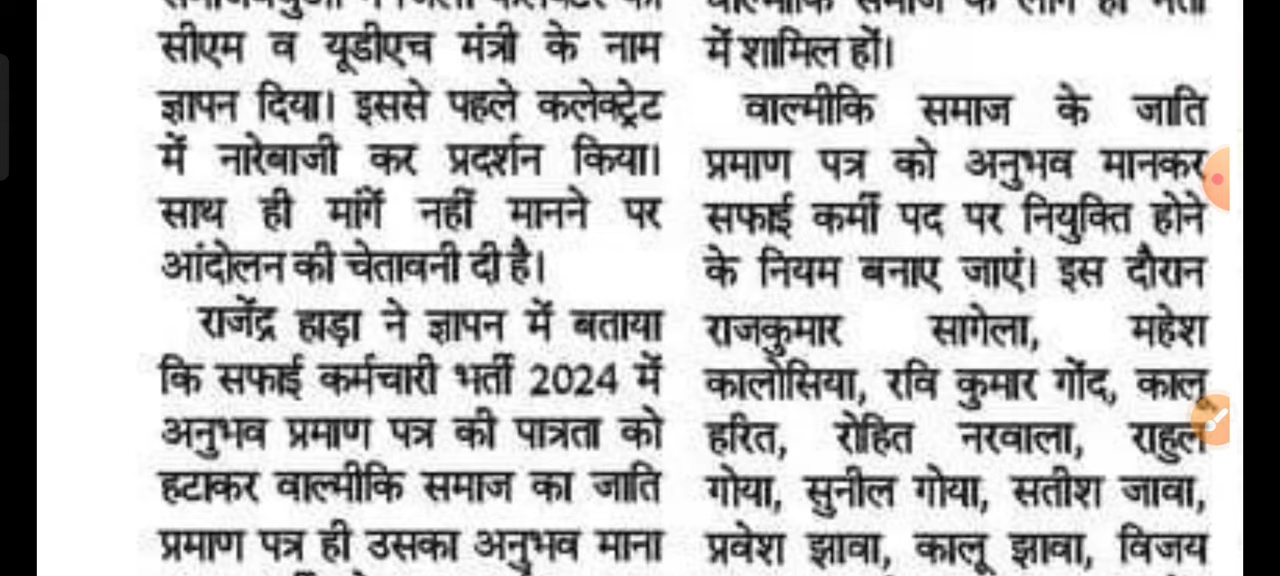 सीएम व यूडीएच मंत्री के नाम
ज्ञापन दिया। इससे पहले कलेक्ट्रेट
में नारेबाजी कर प्रदर्शन किया।
साथ ही मांगें नहीं मानने पर
आंदोलन की चेतावनी दी है।
राजेंद्र हाड़ा ने ज्ञापन में बताया
कि सफाई कर्मचारी भर्ती 2024 में
अनुभव प्रमाण पत्र की पात्रता को
हटाकर वाल्मीकि समाज का जाति
प्रमाण पत्र ही उसका अनुभव माना
में शामिल हों।
वाल्मीकि समाज के जाति
प्रमाण पत्र को अनुभव मानकर
सफाई कर्मी पद पर नियुक्ति होने
के नियम बनाए जाएं। इस दौरान
राजकुमार सागेला, महेश
कालोसिया, रवि कुमार गोंद, कालू
हरित, रोहित नरवाला, राहुल
गोया, सुनील गोया, सतीश जावा,
प्रवेश झावा, कालू झावा, विजय